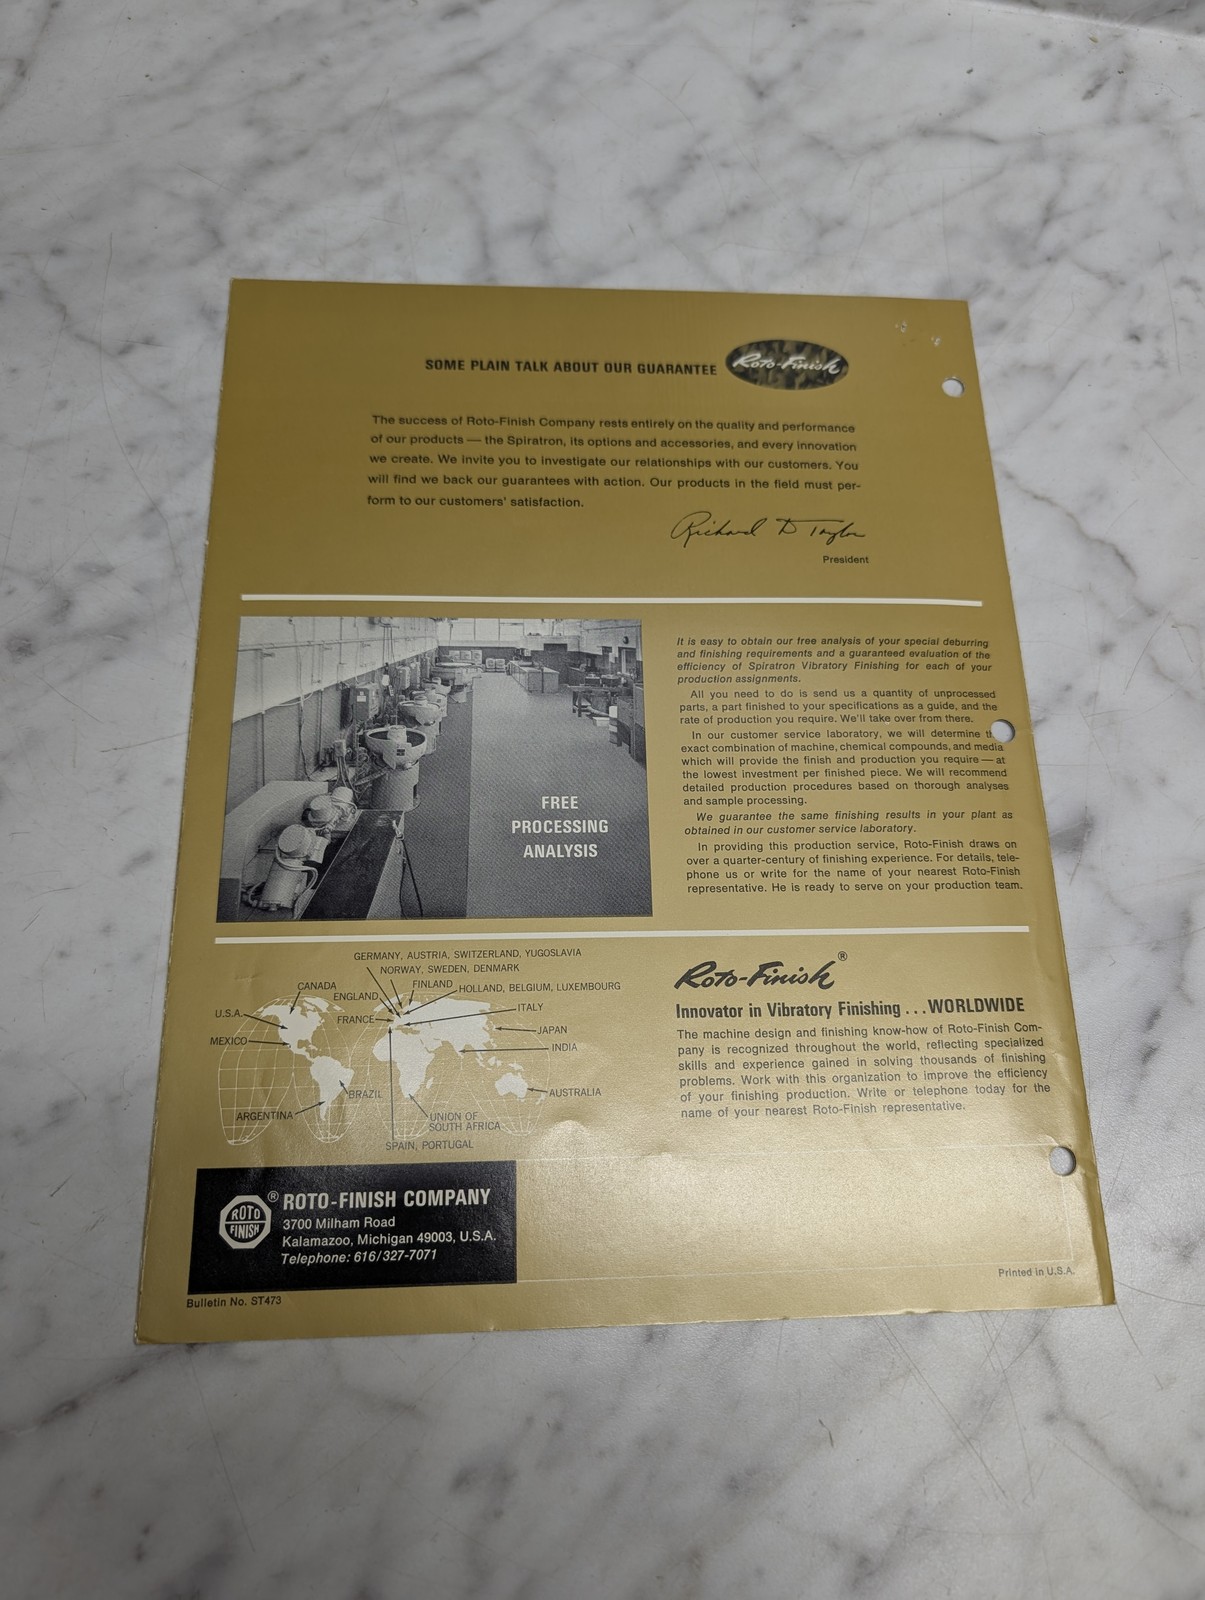 SOME PLAIN TALK ABOUT OUR GUARANTEE
Roto-Finish
The success of Roto-Finish Company rests entirely on the quality and performance
of our products — the Spiratron, its options and accessories, and every innovation
we create. We invite you to investigate our relationships with our customers. You
will find we back our guarantees with action. Our products in the field must per-
form to our customers' satisfaction.
Richard D Taylor
President
FREE
PROCESSING
ANALYSIS
It is easy to obtain our free analysis of your special deburring
and finishing requirements and a guaranteed evaluation of the
efficiency of Spiratron Vibratory Finishing for each of your
production assignments.
All you need to do is send us a quantity of unprocessed
parts, a part finished to your specifications as a guide, and the
rate of production you require. We'll take over from there.
In our customer service laboratory, we will determine
exact combination of machine, chemical compounds, and media
which will provide the finish and production you require — at
the lowest investment per finished piece. We will recommend
detailed production procedures based on thorough analyses
and sample processing.
We guarantee the same finishing results in your plant as
obtained in our customer service laboratory.
In providing this production service, Roto-Finish draws on
over a quarter-century of finishing experience. For details, tele-
phone us or write for the name of your nearest Roto-Finish
representative. He is ready to serve on your production team.
GERMANY, AUSTRIA, SWITZERLAND, YUGOSLAVIA
NORWAY, SWEDEN, DENMARK
FINLAND
HOLLAND, BELGIUM, LUXEMBOURG
CANADA
ENGLAND
ITALY
U.S.A.
FRANCE
JAPAN
MEXICO
INDIA
BRAZIL
AUSTRALIA
ARGENTINA
UNION OF
SOUTH AFRICA
SPAIN, PORTUGAL
Roto-Finish®
Innovator in Vibratory Finishing . . . WORLDWIDE
The machine design and finishing know-how of Roto-Finish Com-
pany is recognized throughout the world, reflecting specialized
skills and experience gained in solving thousands of finishing
problems. Work with this organization to improve the efficiency
of your finishing production. Write or telephone today for the
name of your nearest Roto-Finish representative.
ROTO
FINISH
®
ROTO-FINISH COMPANY
3700 Milham Road
Kalamazoo, Michigan 49003, U.S.A.
Telephone: 616/327-7071
Bulletin No. ST473
Printed in U.S.A.